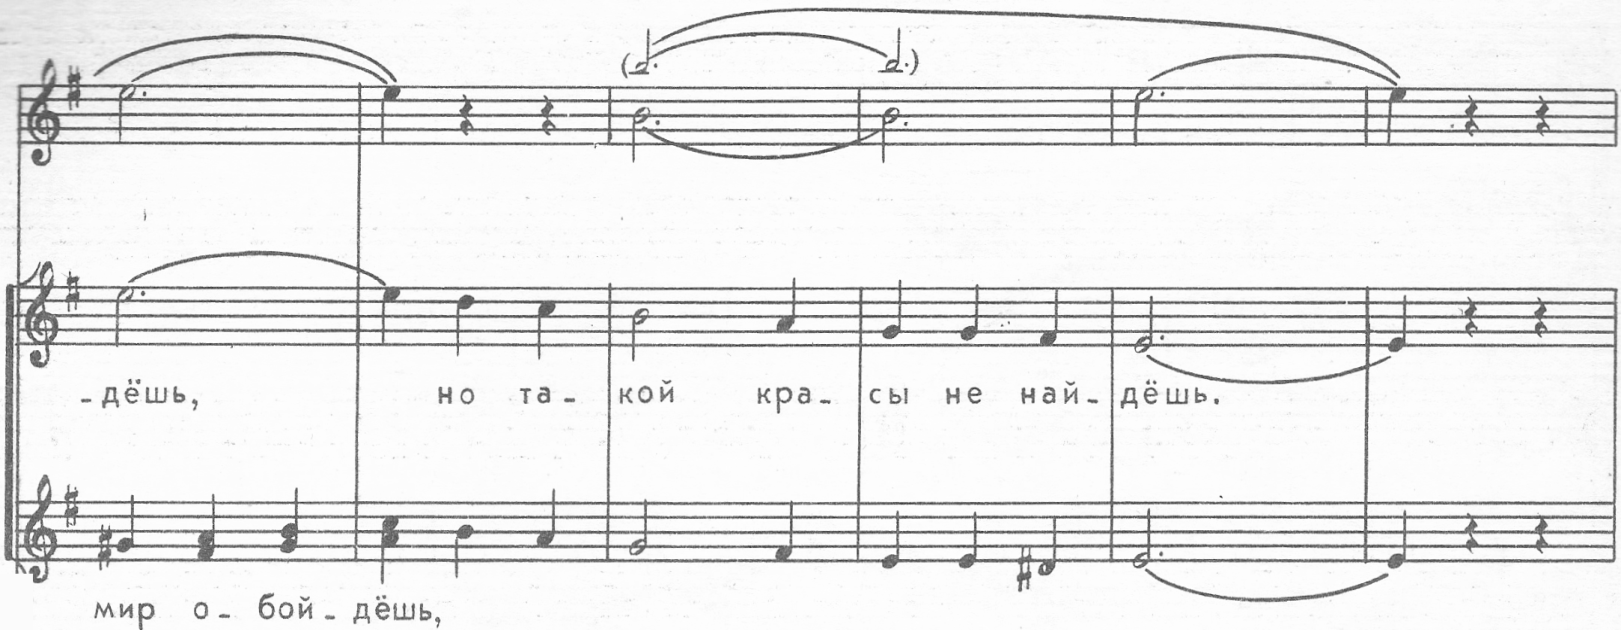 -дёшь, но та- кой кра- сы не най- дёшь.
мир о- бой- дёшь,